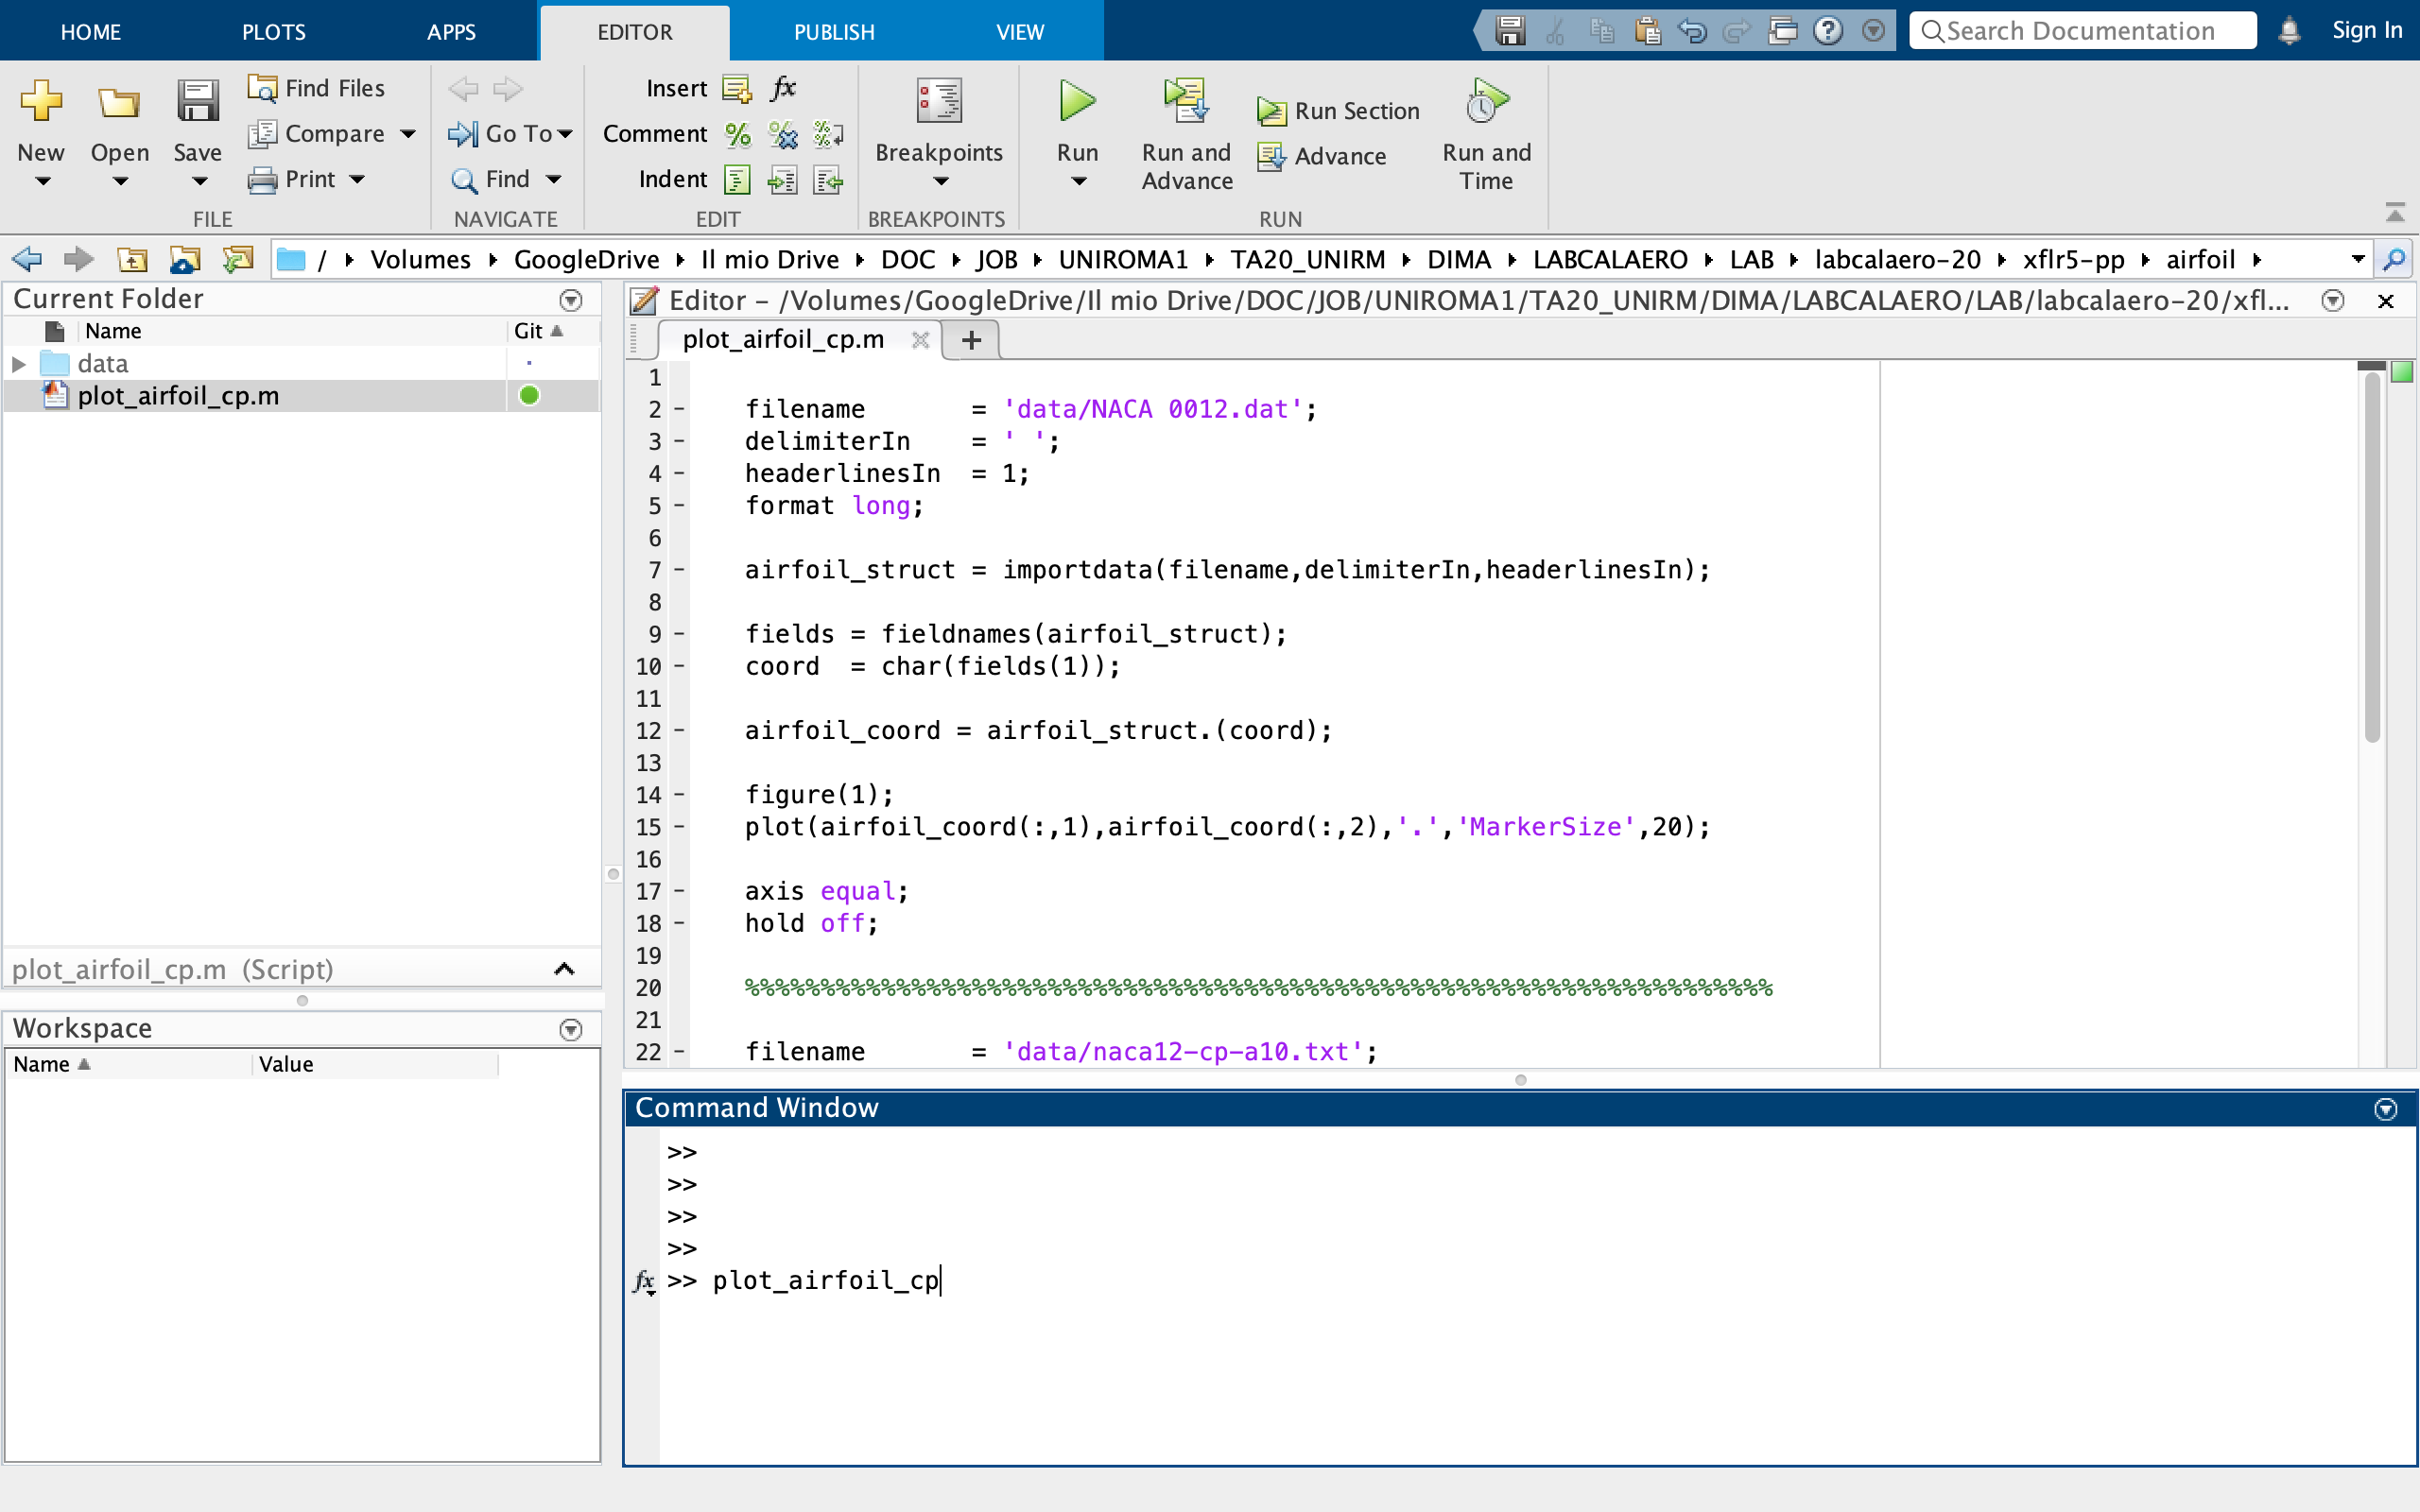 HOME PLOTS APPS EDITOR PUBLISH VIEW Search Documentation Sign In
New Open Save Find Files Compare Print
FILE
Go To Find
NAVIGATE
Insert fx
Comment
Indent
EDIT
Breakpoints
BREAKPOINTS
Run Run and Advance Run Section Advance Run and Time
RUN
/ Volumes GoogleDrive Il mio Drive DOC JOB UNIROMA1 TA20_UNIRM DIMA LABCALAERO LAB labcalaero-20 xflr5-pp airfoil
Current Folder
Name Git
data
plot_airfoil_cp.m
plot_airfoil_cp.m (Script)
Workspace
Name Value
Editor - /Volumes/GoogleDrive/Il mio Drive/DOC/JOB/UNIROMA1/TA20_UNIRM/DIMA/LABCALAERO/LAB/labcalaero-20/xfl...
plot_airfoil_cp.m +
1
2 - filename       = 'data/NACA 0012.dat';
3 - delimiterIn    = ' ';
4 - headerlinesIn  = 1;
5 - format long;
6
7 - airfoil_struct = importdata(filename,delimiterIn,headerlinesIn);
8
9 - fields = fieldnames(airfoil_struct);
10 - coord  = char(fields(1));
11
12 - airfoil_coord = airfoil_struct.(coord);
13
14 - figure(1);
15 - plot(airfoil_coord(:,1),airfoil_coord(:,2),'.','MarkerSize',20);
16
17 - axis equal;
18 - hold off;
19
20 %%%%%%%%%%%%%%%%%%%%%%%%%%%%%%%%%%%%%%%%%%%%%%%%%%%%%%%%%%%%%%%%%%%%
21
22 - filename       = 'data/naca12-cp-a10.txt';
Command Window
>>
>>
>>
>>
fx >> plot_airfoil_cp